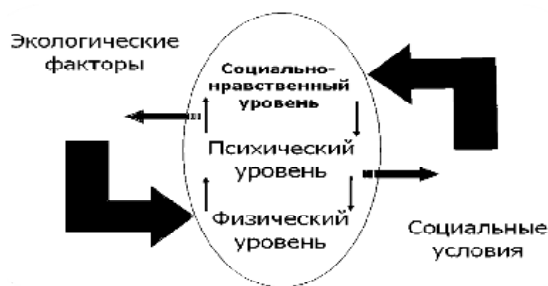 Экологические
факторы
Социально-
нравственный
уровень
Психический
уровень
Физический
уровень
Социальные
условия